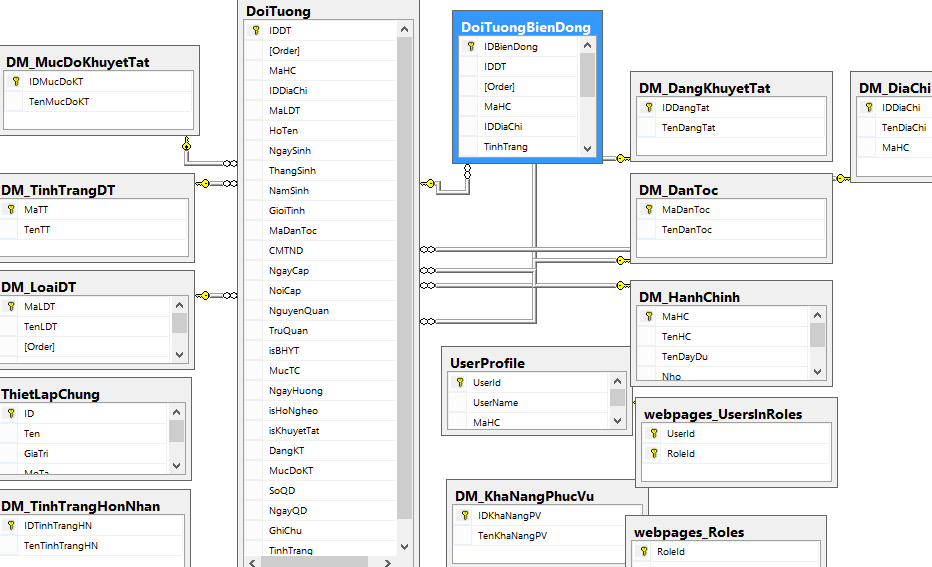 DoiTuong
IDDT
[Order]
MaHC
IDDiaChi
MaLDT
HoTen
NgaySinh
ThangSinh
NamSinh
GioiTinh
MaDanToc
CMTND
NgayCap
NoiCap
NguyenQuan
TruQuan
isBHYT
MucTC
NgayHuong
isHoNgheo
isKhuyetTat
DangKT
MucDoKT
SoQD
NgayQD
GhiChu
TinhTrang
DoiTuongBienDong
IDBienDong
IDDT
[Order]
MaHC
IDDiaChi
TinhTrang
DM_MucDoKhuyetTat
IDMucDoKT
TenMucDoKT
DM_DangKhuyetTat
IDDangTat
TenDangTat
DM_DiaChi
IDDiaChi
TenDiaChi
MaHC
DM_TinhTrangDT
MaTT
TenTT
DM_DanToc
MaDanToc
TenDanToc
DM_LoaiDT
MaLDT
TenLDT
[Order]
DM_HanhChinh
MaHC
TenHC
TenDayDu
Nho
UserProfile
UserId
UserName
MaHC
ThietLapChung
ID
Ten
GiaTri
MoTa
webpages_UsersInRoles
UserId
RoleId
DM_TinhTrangHonNhan
IDTinhTrangHN
TenTinhTrangHN
DM_KhaNangPhucVu
IDKhaNangPV
TenKhaNangPV
webpages_Roles
RoleId